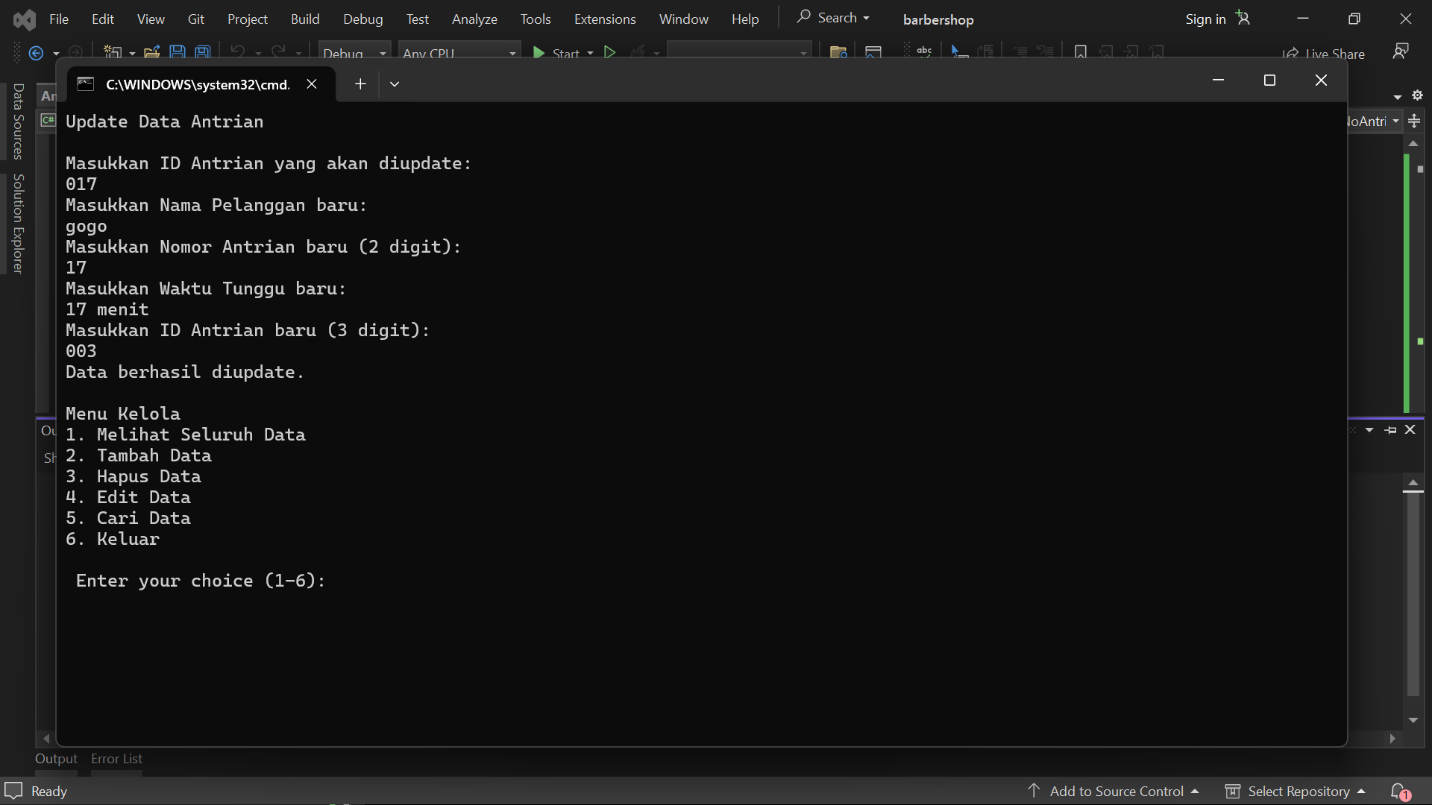 File Edit View Git Project Build Debug Test Analyze Tools Extensions Window Help Search barbershop Sign in
Debug Any CPU Start Live Share
C:\WINDOWS\system32\cmd.
Data Sources
Solution Explorer
Update Data Antrian
Masukkan ID Antrian yang akan diupdate:
017
Masukkan Nama Pelanggan baru:
gogo
Masukkan Nomor Antrian baru (2 digit):
17
Masukkan Waktu Tunggu baru:
17 menit
Masukkan ID Antrian baru (3 digit):
003
Data berhasil diupdate.
Menu Kelola
1. Melihat Seluruh Data
2. Tambah Data
3. Hapus Data
4. Edit Data
5. Cari Data
6. Keluar
Enter your choice (1-6):
Output Error List
Ready Add to Source Control Select Repository 1